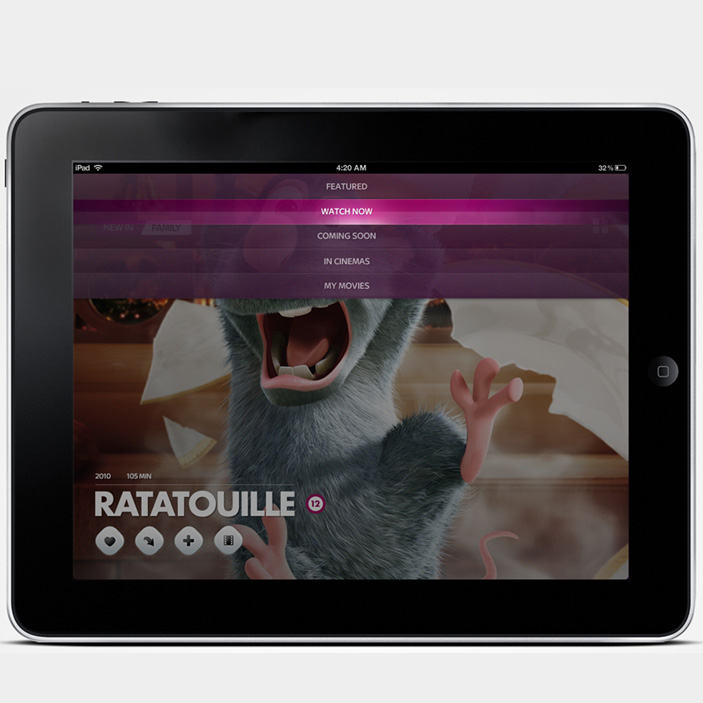 iPad 4:20 AM 32%
FEATURED
WATCH NOW
NEW IN FAMILY
COMING SOON
IN CINEMAS
MY MOVIES
2010 105 MIN
RATATOUILLE 12